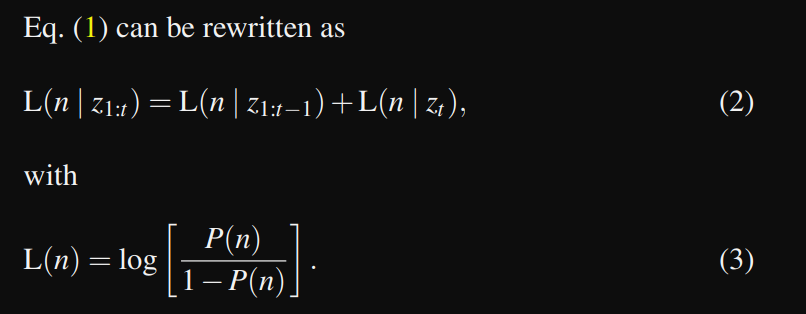 Eq. (1) can be rewritten as
L(n | z₁:ₜ) = L(n | z₁:ₜ₋₁) + L(n | zₜ), (2)
with
L(n) = log [ P(n) / 1 − P(n) ] . (3)